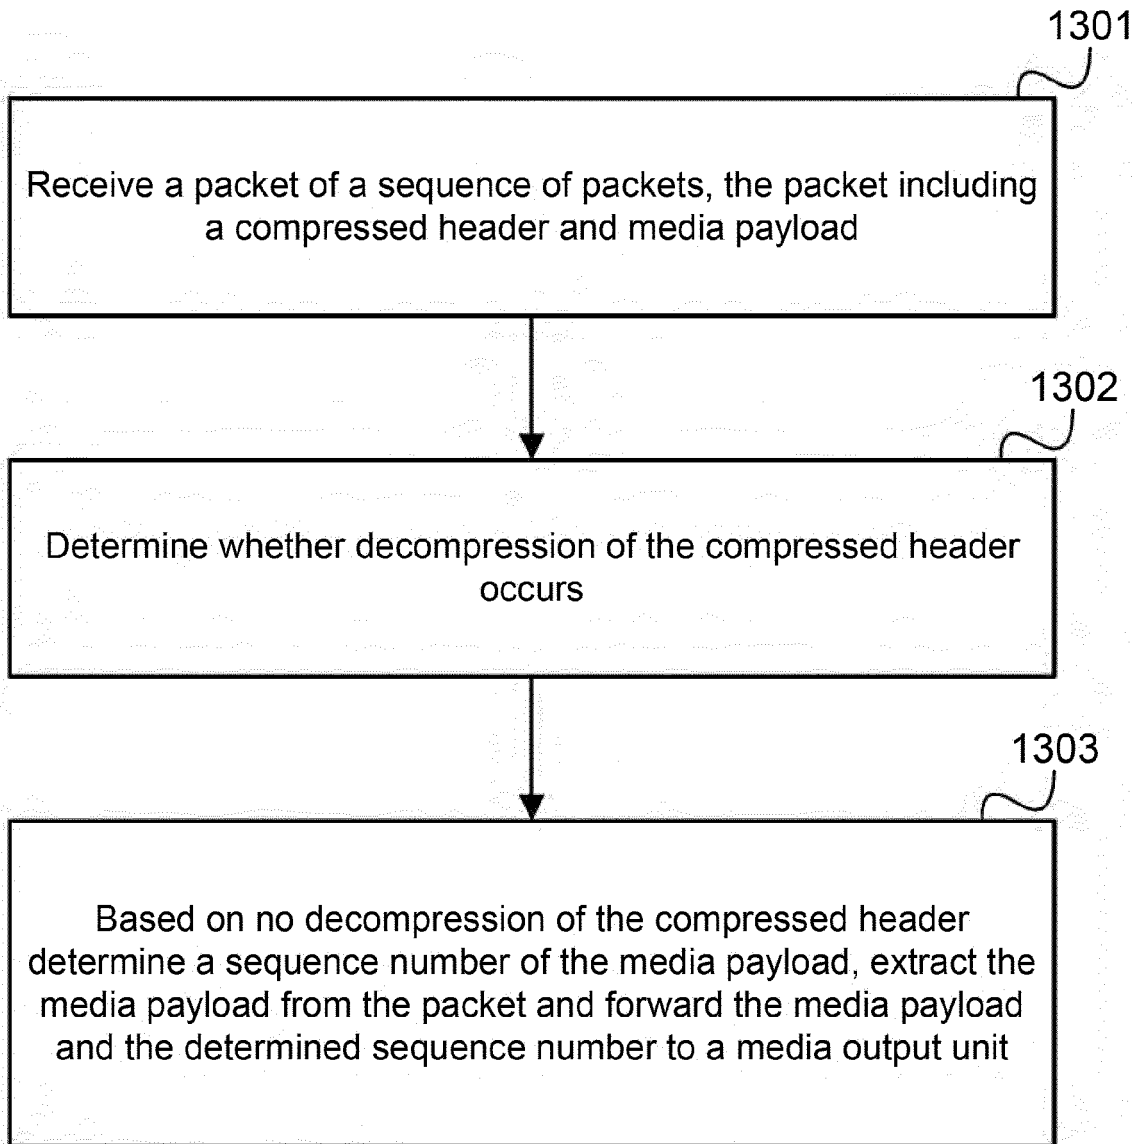 1301
Receive a packet of a sequence of packets, the packet including
a compressed header and media payload
1302
Determine whether decompression of the compressed header
occurs
1303
Based on no decompression of the compressed header
determine a sequence number of the media payload, extract the
media payload from the packet and forward the media payload
and the determined sequence number to a media output unit